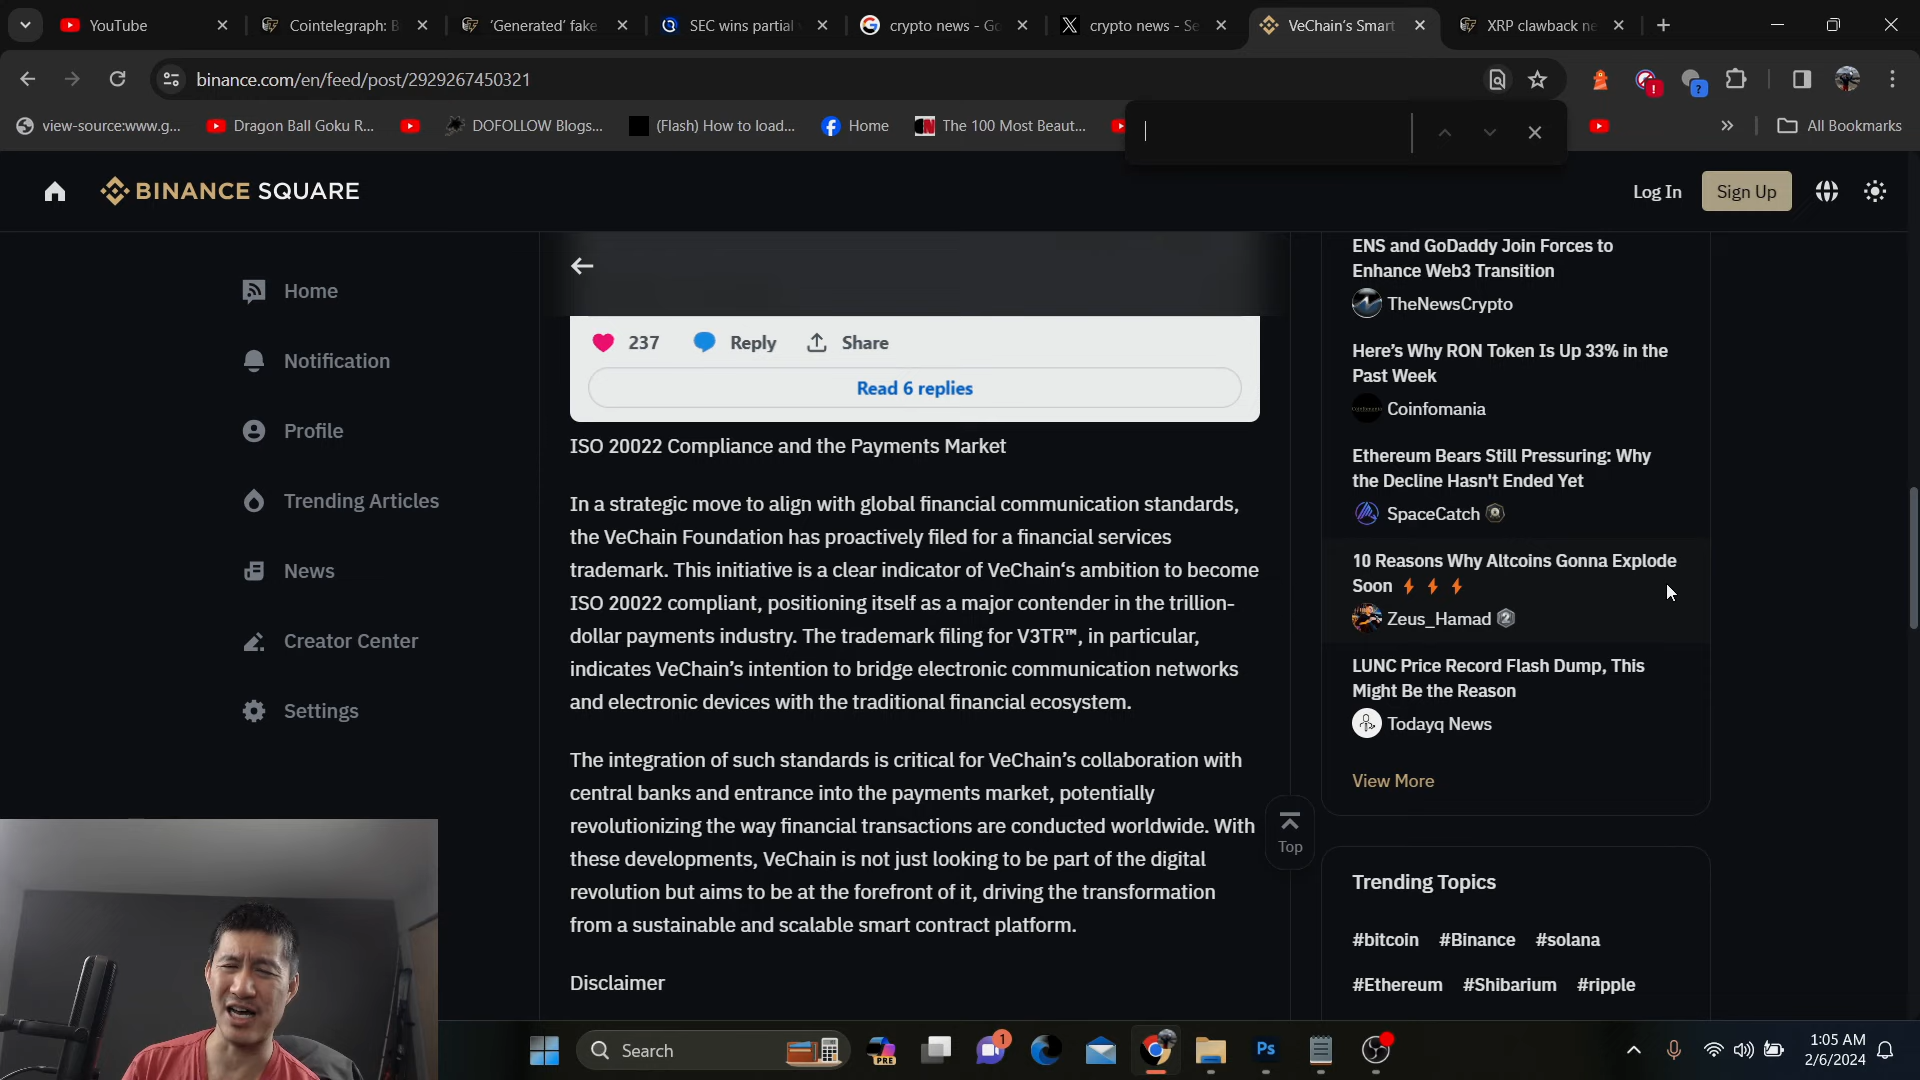 YouTube
Cointelegraph: B
'Generated' fake
SEC wins partial
crypto news - Go
crypto news - Se
VeChain's Smart
XRP clawback ne
binance.com/en/feed/post/2929267450321
view-source:www.g...
Dragon Ball Goku R...
DOFOLLOW Blogs...
(Flash) How to load...
Home
The 100 Most Beaut...
All Bookmarks
BINANCE SQUARE
Log In
Sign Up
Home
Notification
Profile
Trending Articles
News
Creator Center
Settings
237
Reply
Share
Read 6 replies
ISO 20022 Compliance and the Payments Market
In a strategic move to align with global financial communication standards,
the VeChain Foundation has proactively filed for a financial services
trademark. This initiative is a clear indicator of VeChain's ambition to become
ISO 20022 compliant, positioning itself as a major contender in the trillion-
dollar payments industry. The trademark filing for V3TR™, in particular,
indicates VeChain's intention to bridge electronic communication networks
and electronic devices with the traditional financial ecosystem.
The integration of such standards is critical for VeChain's collaboration with
central banks and entrance into the payments market, potentially
revolutionizing the way financial transactions are conducted worldwide. With
these developments, VeChain is not just looking to be part of the digital
revolution but aims to be at the forefront of it, driving the transformation
from a sustainable and scalable smart contract platform.
Disclaimer
Top
ENS and GoDaddy Join Forces to
Enhance Web3 Transition
TheNewsCrypto
Here's Why RON Token Is Up 33% in the
Past Week
Coinfomania
Ethereum Bears Still Pressuring: Why
the Decline Hasn't Ended Yet
SpaceCatch
10 Reasons Why Altcoins Gonna Explode
Soon
Zeus_Hamad
LUNC Price Record Flash Dump, This
Might Be the Reason
Todayq News
View More
Trending Topics
#bitcoin #Binance #solana
#Ethereum #Shibarium #ripple
Search
PRE
1
Ps
1:05 AM
2/6/2024